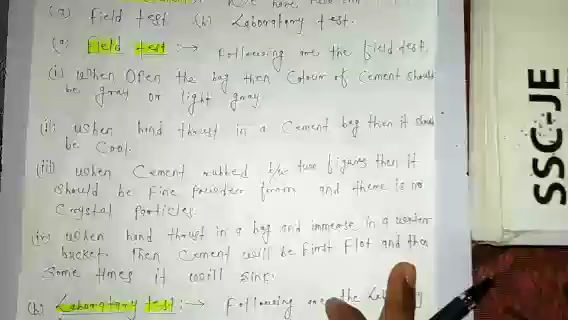 (a) Field test (b) Laboratary test.
(a) Field test :→ Following are the field test.
(i) When Open the bag then Colour of Cement should
be gray or light gray
(ii) When hand thrust in a Cement bag then it should
be Cool.
(iii) When Cement rubbed b/w two figures then it
should be Fine powder form and there is no
Crystal particles.
(iv) When hand thrust in a bag and immerse in a water
bucket. Then Cement will be First Flot and then
Some times it will sink.
(b) Laboratary test :→ Following are the
SSC-JE